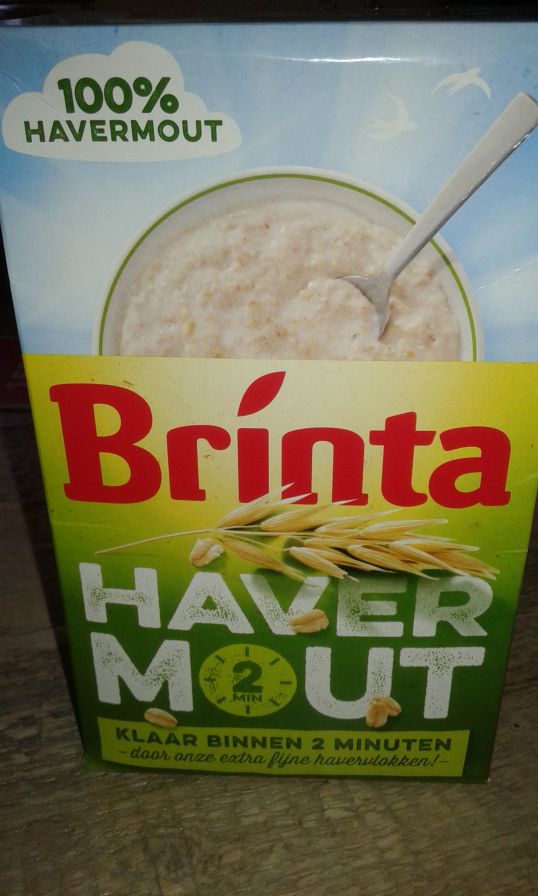 100%
HAVERMOUT
Brinta
HAVER
MOUT
2
MIN
KLAAR BINNEN 2 MINUTEN
- door onze extra fijne havervlokken! -